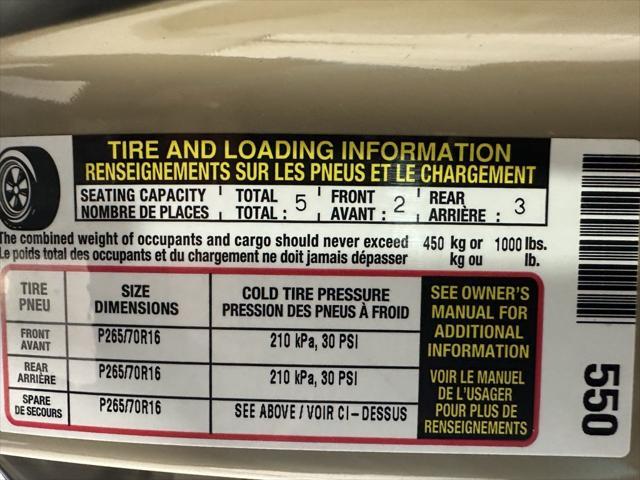 TIRE AND LOADING INFORMATION
RENSEIGNEMENTS SUR LES PNEUS ET LE CHARGEMENT
SEATING CAPACITY TOTAL FRONT REAR
NOMBRE DE PLACES TOTAL : 5 AVANT : 2 ARRIÈRE : 3
The combined weight of occupants and cargo should never exceed 450 kg or 1000 lbs.
Le poids total des occupants et du chargement ne doit jamais dépasser kg ou lb.
TIRE SIZE COLD TIRE PRESSURE
PNEU DIMENSIONS PRESSION DES PNEUS À FROID
FRONT P265/70R16 210 kPa, 30 PSI
AVANT
REAR P265/70R16 210 kPa, 30 PSI
ARRIÈRE
SPARE P265/70R16 SEE ABOVE / VOIR CI-DESSUS
DE SECOURS
SEE OWNER'S
MANUAL FOR
ADDITIONAL
INFORMATION
VOIR LE MANUEL
DE L'USAGER
POUR PLUS DE
RENSEIGNEMENTS
550